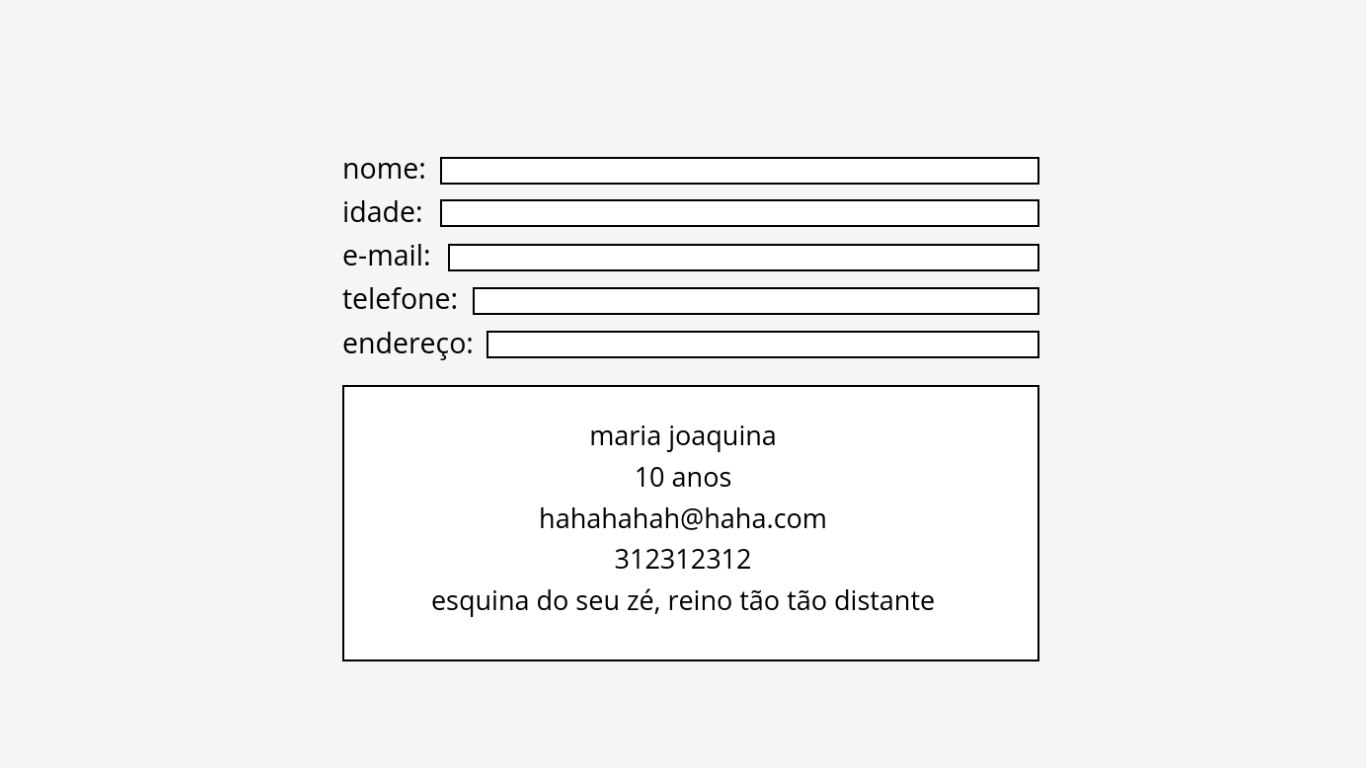 nome:
idade:
e-mail:
telefone:
endereço:
maria joaquina
10 anos
hahahahah@haha.com
312312312
esquina do seu zé, reino tão tão distante